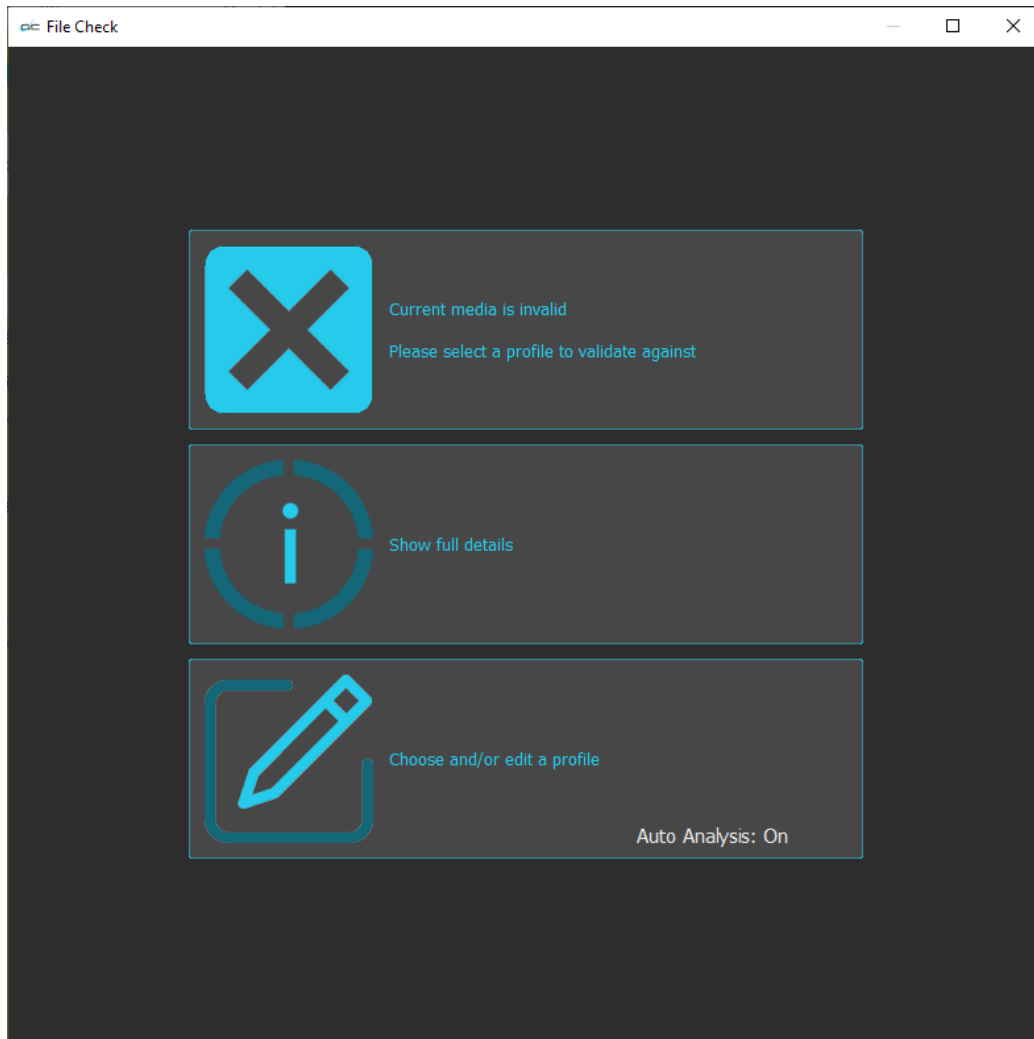 File Check
Current media is invalid
Please select a profile to validate against
Show full details
Choose and/or edit a profile
Auto Analysis: On